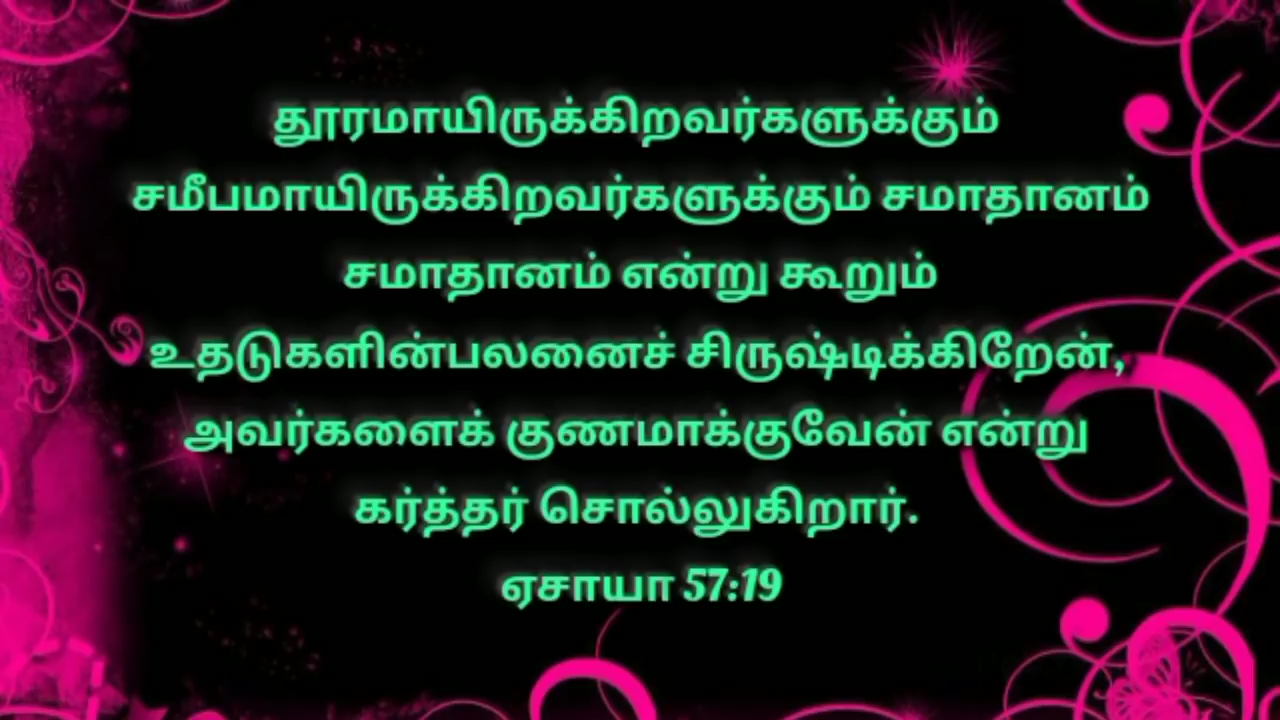 தூரமாயிருக்கிறவர்களுக்கும்
சமீபமாயிருக்கிறவர்களுக்கும் சமாதானம்
சமாதானம் என்று கூறும்
உதடுகளின்பலனைச் சிருஷ்டிக்கிறேன்,
அவர்களைக் குணமாக்குவேன் என்று
கர்த்தர் சொல்லுகிறார்.
ஏசாயா 57:19